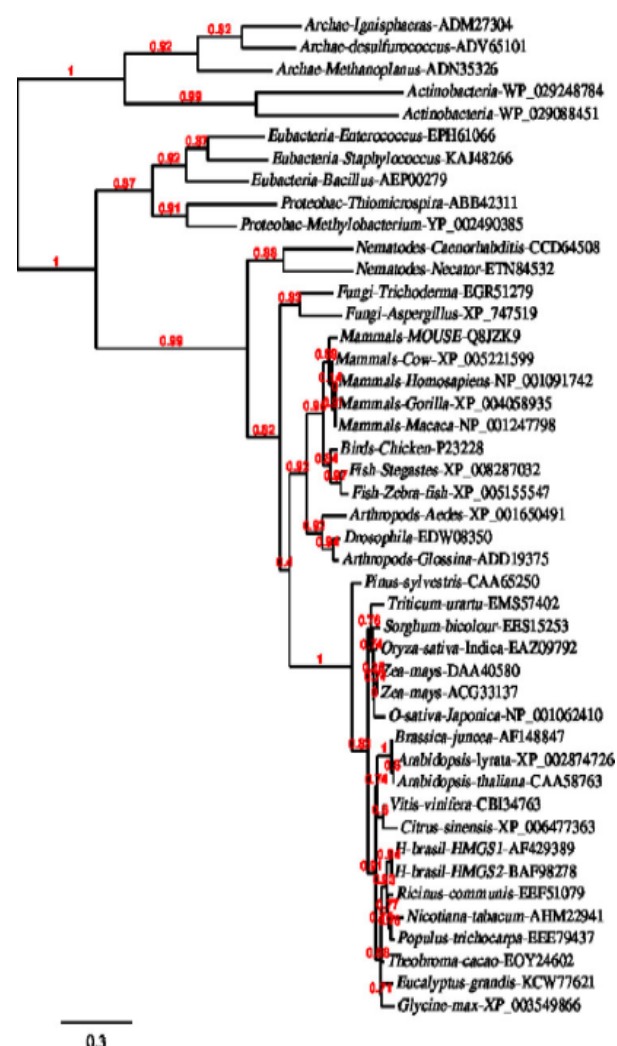 0.82
Archae-Ignisphaeras-ADM27304
0.92
Archae-desulfurococcus-ADV65101
Archae-Methanoplanus-ADN35326
1
Actinobacteria-WP_029248784
0.99
Actinobacteria-WP_029088451
Eubacteria-Enterococcus-EPH61066
Eubacteria-Staphylococcus-KAJ48266
0.97
Eubacteria-Bacillus-AEP00279
Proteobac-Thiomicrospira-ABB42311
0.91
Proteobac-Methylobacterium-YP_002490385
Nematodes-Caenorhabditis-CCD64508
1
Nematodes-Necator-ETN84532
Fungi-Trichoderma-EGR51279
Fungi-Aspergillus-XP_747519
0.99
Mammals-MOUSE-Q8JZK9
Mammals-Cow-XP_005221599
Mammals-Homosapiens-NP_001091742
Mammals-Gorilla-XP_004058935
Mammals-Macaca-NP_001247798
0.82
Birds-Chicken-P23228
Fish-Stegastes-XP_008287032
Fish-Zebra-fish-XP_005155547
Arthropods-Aedes-XP_001650491
Drosophila-EDW08350
Arthropods-Glossina-ADD19375
Pinus-sylvestris-CAA65250
Triticum-urartu-EMS57402
Sorghum-bicolour-EES15253
Oryza-sativa-Indica-EAZ09792
1
Zea-mays-DAA40580
Zea-mays-ACG33137
O-sativa-Japonica-NP_001062410
Brassica-juncea-AF148847
1
Arabidopsis-lyrata-XP_002874726
Arabidopsis-thaliana-CAA58763
Vitis-vinifera-CBI34763
Citrus-sinensis-XP_006477363
H-brasil-HMGS1-AF429389
H-brasil-HMGS2-BAF98278
Ricinus-communis-EEF51079
Nicotiana-tabacum-AHM22941
Populus-trichocarpa-EEE79437
Theobroma-cacao-EOY24602
Eucalyptus-grandis-KCW77621
Glycine-max-XP_003549866
0.3